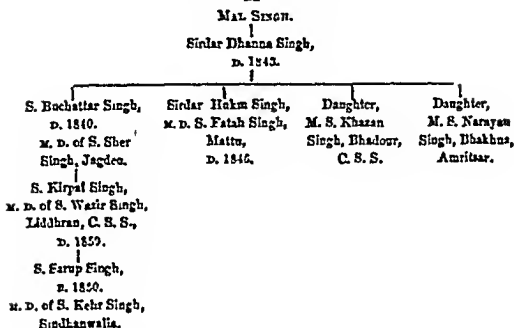 MAL SINGH.
Sirdar Dhanna Singh,
D. 1843.
S. Bachattar Singh,
D. 1840.
M. D. of S. Sher
Singh, Jagdeo.
S. Kirpal Singh,
M. D. of S. Wazir Singh,
Liddhran, C. S. S.,
D. 1859.
S. Sarup Singh,
B. 1850.
M. D. of S. Kehr Singh,
Sindhanwalia.
Sirdar Hukm Singh,
M. D. S. Fatah Singh,
Mattu,
D. 1846.
Daughter,
M. S. Khazan
Singh, Bhadour,
C. S. S.
Daughter,
M. S. Narayan
Singh, Bhakna,
Amritsar.